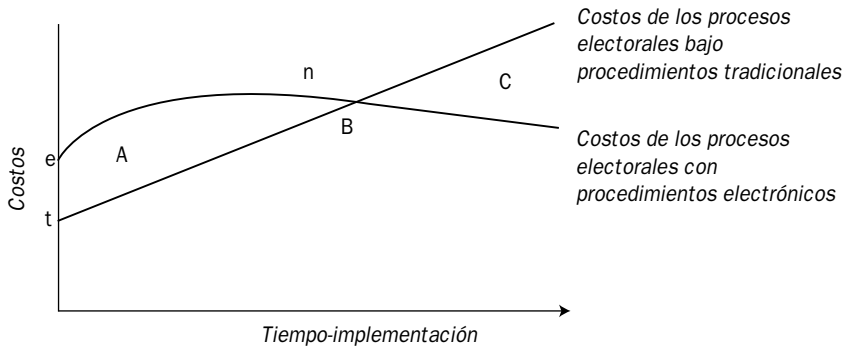 Costos de los procesos
electorales bajo
procedimientos tradicionales
n
C
B
A
e
t
Costos
Costos de los procesos
electorales con
procedimientos electrónicos
Tiempo-implementación